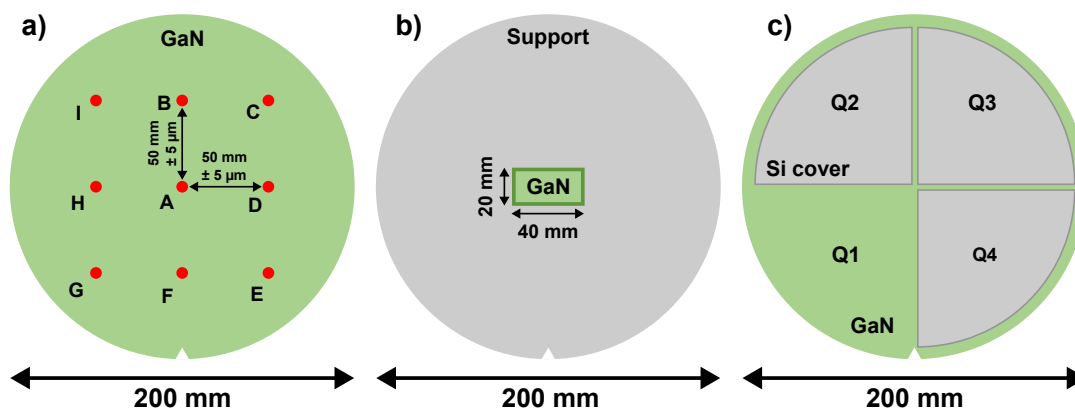 a)
GaN
I
B
C
50 mm
± 5 µm
50 mm
± 5 µm
H
A
D
G
F
E
200 mm
b)
Support
GaN
20 mm
40 mm
200 mm
c)
Q2
Q3
Si cover
Q1
Q4
GaN
200 mm